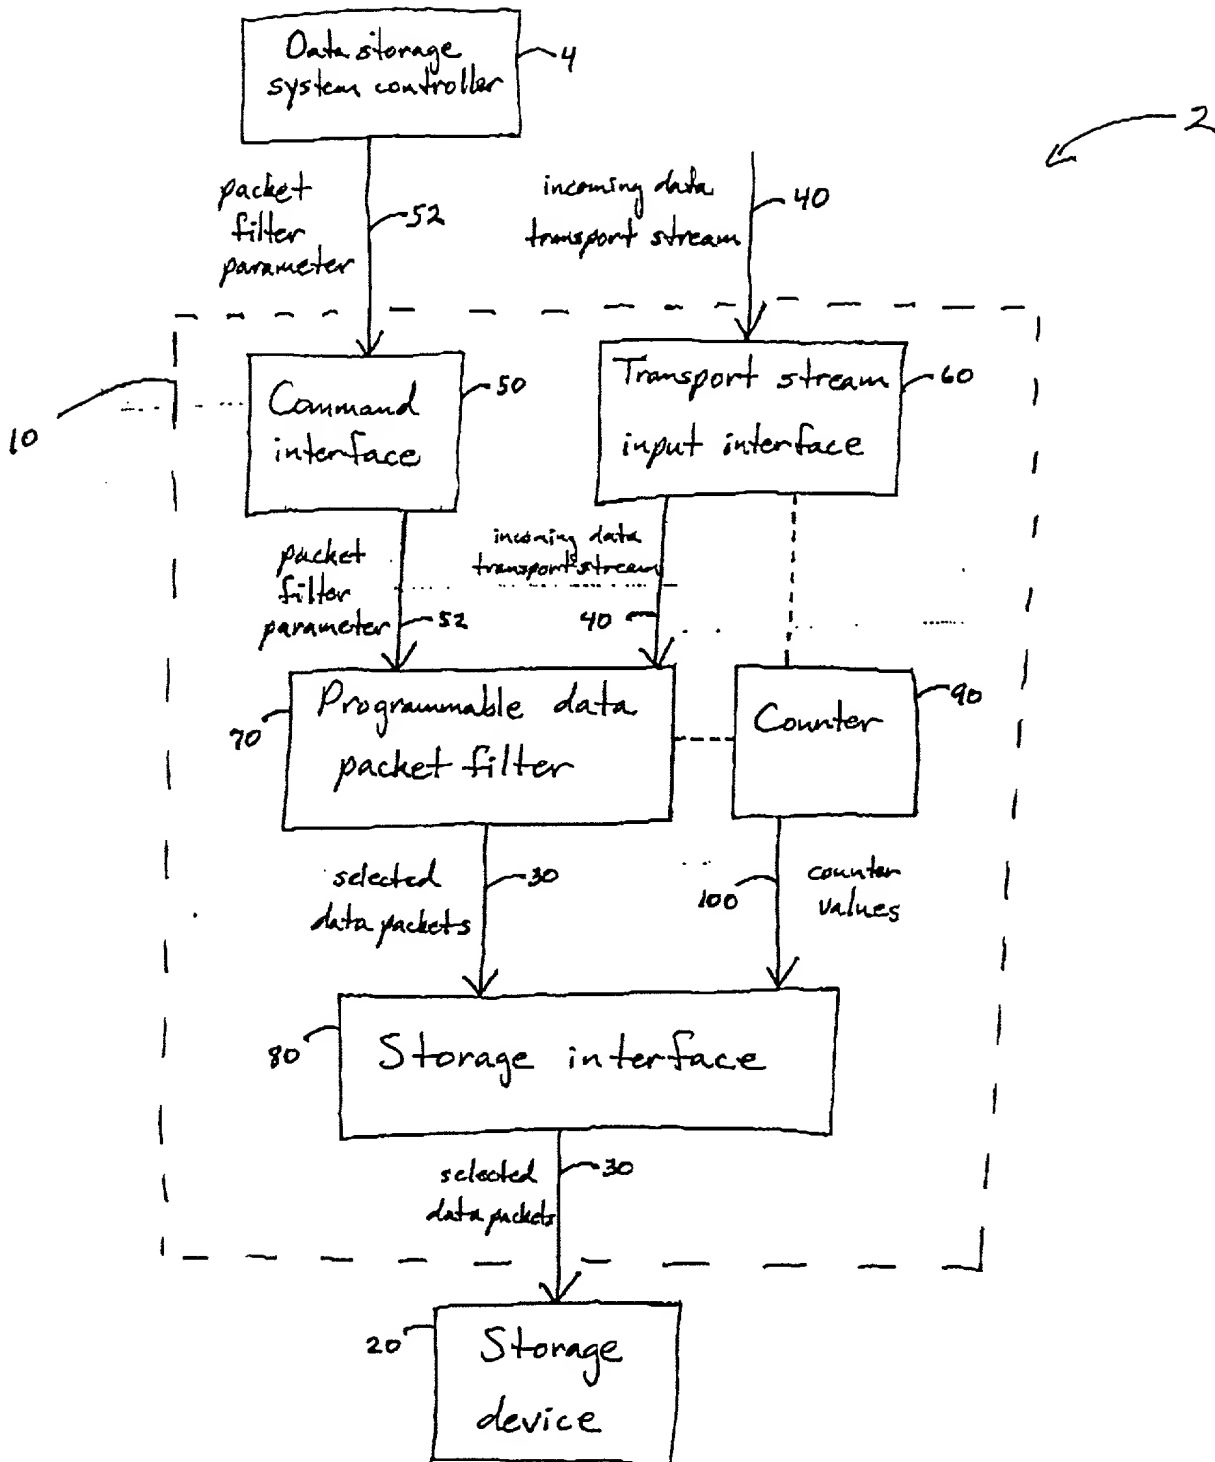 Data storage
system controller
4
2
packet
filter
parameter
52
incoming data
transport stream
40
10
Command
interface
50
Transport stream
input interface
60
packet
filter
parameter
52
incoming data
transport stream
40
Programmable data
packet filter
70
Counter
90
selected
data packets
30
100
counter
values
80
Storage interface
selected
data packets
30
20
Storage
device